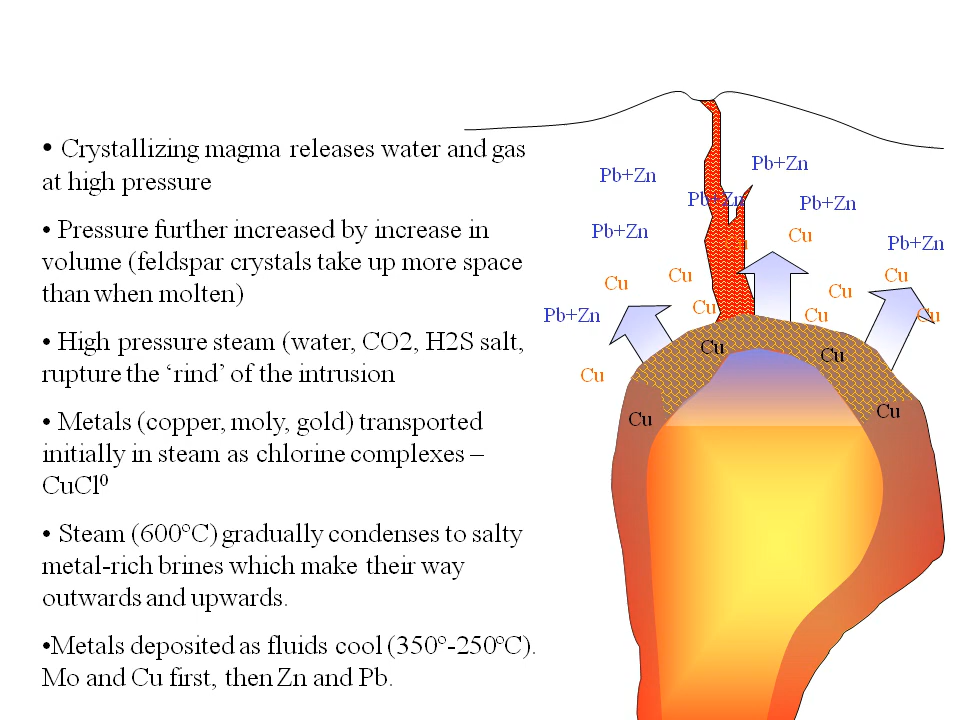 • Crystallizing magma releases water and gas
at high pressure
• Pressure further increased by increase in
volume (feldspar crystals take up more space
than when molten)
• High pressure steam (water, CO2, H2S salt,
rupture the ‘rind’ of the intrusion
• Metals (copper, moly, gold) transported
initially in steam as chlorine complexes –
CuCl⁰
• Steam (600°C) gradually condenses to salty
metal-rich brines which make their way
outwards and upwards.
•Metals deposited as fluids cool (350°-250°C).
Mo and Cu first, then Zn and Pb.
Pb+Zn
Pb+Zn
Pb+Zn
Pb+Zn
Pb+Zn
Cu
Pb+Zn
Cu
Cu
Cu
Cu
Cu
Pb+Zn
Cu
Cu
Cu
Cu
Cu
Cu
Cu